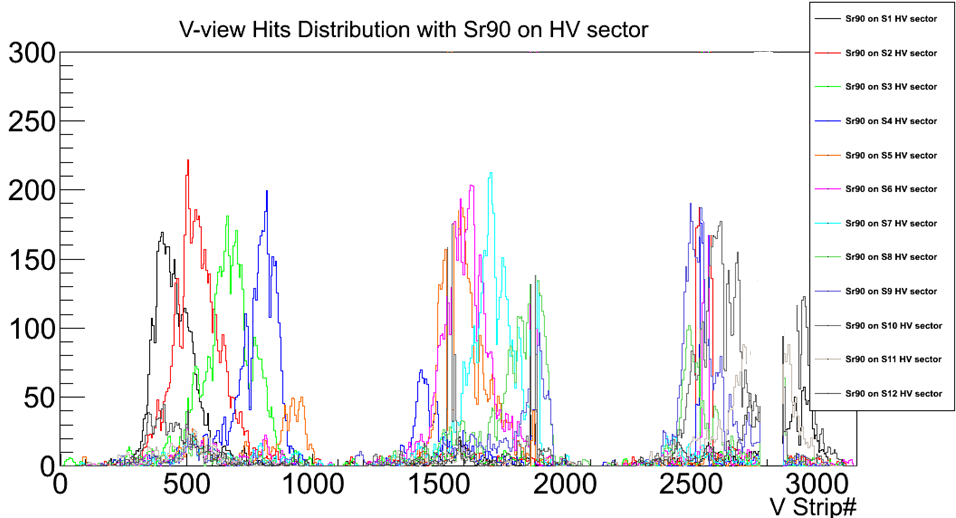 V-view Hits Distribution with Sr90 on HV sector
Sr90 on S1 HV sector
Sr90 on S2 HV sector
Sr90 on S3 HV sector
Sr90 on S4 HV sector
Sr90 on S5 HV sector
Sr90 on S6 HV sector
Sr90 on S7 HV sector
Sr90 on S8 HV sector
Sr90 on S9 HV sector
Sr90 on S10 HV sector
Sr90 on S11 HV sector
Sr90 on S12 HV sector
300
250
200
150
100
50
0
0 500 1000 1500 2000 2500 3000
V Strip#